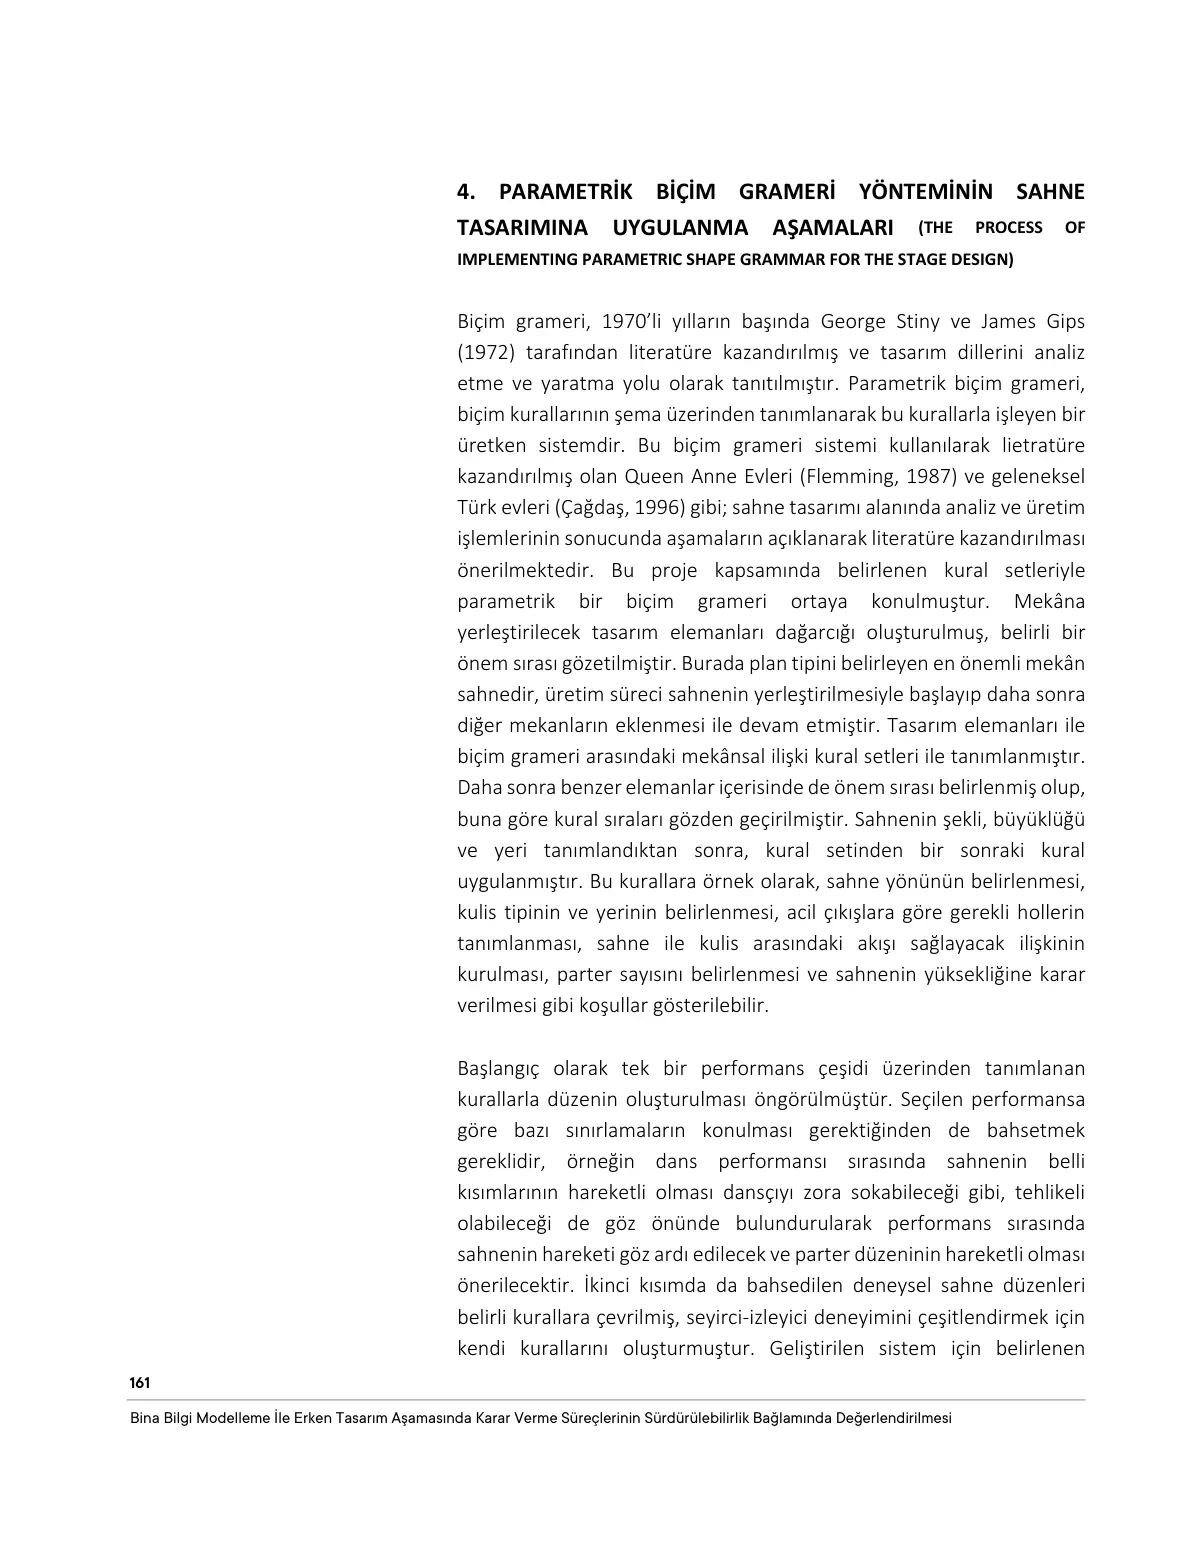 4. PARAMETRİK BİÇİM GRAMERİ YÖNTEMİNİN SAHNE
TASARIMINA UYGULANMA AŞAMALARI (THE PROCESS OF
IMPLEMENTING PARAMETRIC SHAPE GRAMMAR FOR THE STAGE DESIGN)
Biçim grameri, 1970’li yılların başında George Stiny ve James Gips
(1972) tarafından literatüre kazandırılmış ve tasarım dillerini analiz
etme ve yaratma yolu olarak tanıtılmıştır. Parametrik biçim grameri,
biçim kurallarının şema üzerinden tanımlanarak bu kurallarla işleyen bir
üretken sistemdir. Bu biçim grameri sistemi kullanılarak lietratüre
kazandırılmış olan Queen Anne Evleri (Flemming, 1987) ve geleneksel
Türk evleri (Çağdaş, 1996) gibi; sahne tasarımı alanında analiz ve üretim
işlemlerinin sonucunda aşamaların açıklanarak literatüre kazandırılması
önerilmektedir. Bu proje kapsamında belirlenen kural setleriyle
parametrik bir biçim grameri ortaya konulmuştur. Mekâna
yerleştirilecek tasarım elemanları dağarcığı oluşturulmuş, belirli bir
önem sırası gözetilmiştir. Burada plan tipini belirleyen en önemli mekân
sahnedir, üretim süreci sahnenin yerleştirilmesiyle başlayıp daha sonra
diğer mekanların eklenmesi ile devam etmiştir. Tasarım elemanları ile
biçim grameri arasındaki mekânsal ilişki kural setleri ile tanımlanmıştır.
Daha sonra benzer elemanlar içerisinde de önem sırası belirlenmiş olup,
buna göre kural sıraları gözden geçirilmiştir. Sahnenin şekli, büyüklüğü
ve yeri tanımlandıktan sonra, kural setinden bir sonraki kural
uygulanmıştır. Bu kurallara örnek olarak, sahne yönünün belirlenmesi,
kulis tipinin ve yerinin belirlenmesi, acil çıkışlara göre gerekli hollerin
tanımlanması, sahne ile kulis arasındaki akışı sağlayacak ilişkinin
kurulması, parter sayısını belirlenmesi ve sahnenin yüksekliğine karar
verilmesi gibi koşullar gösterilebilir.
Başlangıç olarak tek bir performans çeşidi üzerinden tanımlanan
kurallarla düzenin oluşturulması öngörülmüştür. Seçilen performansa
göre bazı sınırlamaların konulması gerektiğinden de bahsetmek
gereklidir, örneğin dans performansı sırasında sahnenin belli
kısımlarının hareketli olması dansçıyı zora sokabileceği gibi, tehlikeli
olabileceği de göz önünde bulundurularak performans sırasında
sahnenin hareketi göz ardı edilecek ve parter düzeninin hareketli olması
önerilecektir. İkinci kısımda da bahsedilen deneysel sahne düzenleri
belirli kurallara çevrilmiş, seyirci-izleyici deneyimini çeşitlendirmek için
kendi kurallarını oluşturmuştur. Geliştirilen sistem için belirlenen
161
Bina Bilgi Modelleme İle Erken Tasarım Aşamasında Karar Verme Süreçlerinin Sürdürülebilirlik Bağlamında Değerlendirilmesi